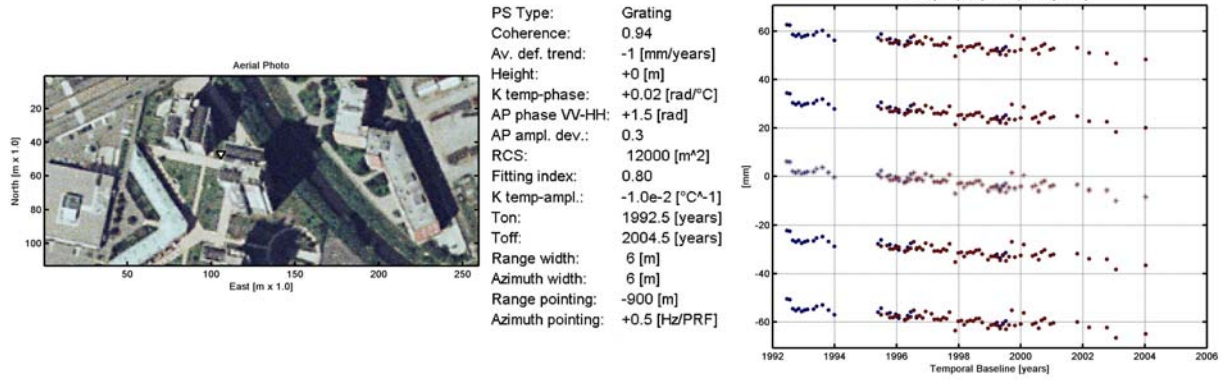 Aerial Photo
North [m x 1.0]
20
40
60
80
100
50
100
150
200
250
East [m x 1.0]
PS Type: Grating
Coherence: 0.94
Av. def. trend: -1 [mm/years]
Height: +0 [m]
K temp-phase: +0.02 [rad/°C]
AP phase VV-HH: +1.5 [rad]
AP ampl. dev.: 0.3
RCS: 12000 [m^2]
Fitting index: 0.80
K temp-ampl.: -1.0e-2 [°C^-1]
Ton: 1992.5 [years]
Toff: 2004.5 [years]
Range width: 6 [m]
Azimuth width: 6 [m]
Range pointing: -900 [m]
Azimuth pointing: +0.5 [Hz/PRF]
[mm]
60
40
20
0
-20
-40
-60
1992
1994
1996
1998
2000
2002
2004
2006
Temporal Baseline [years]